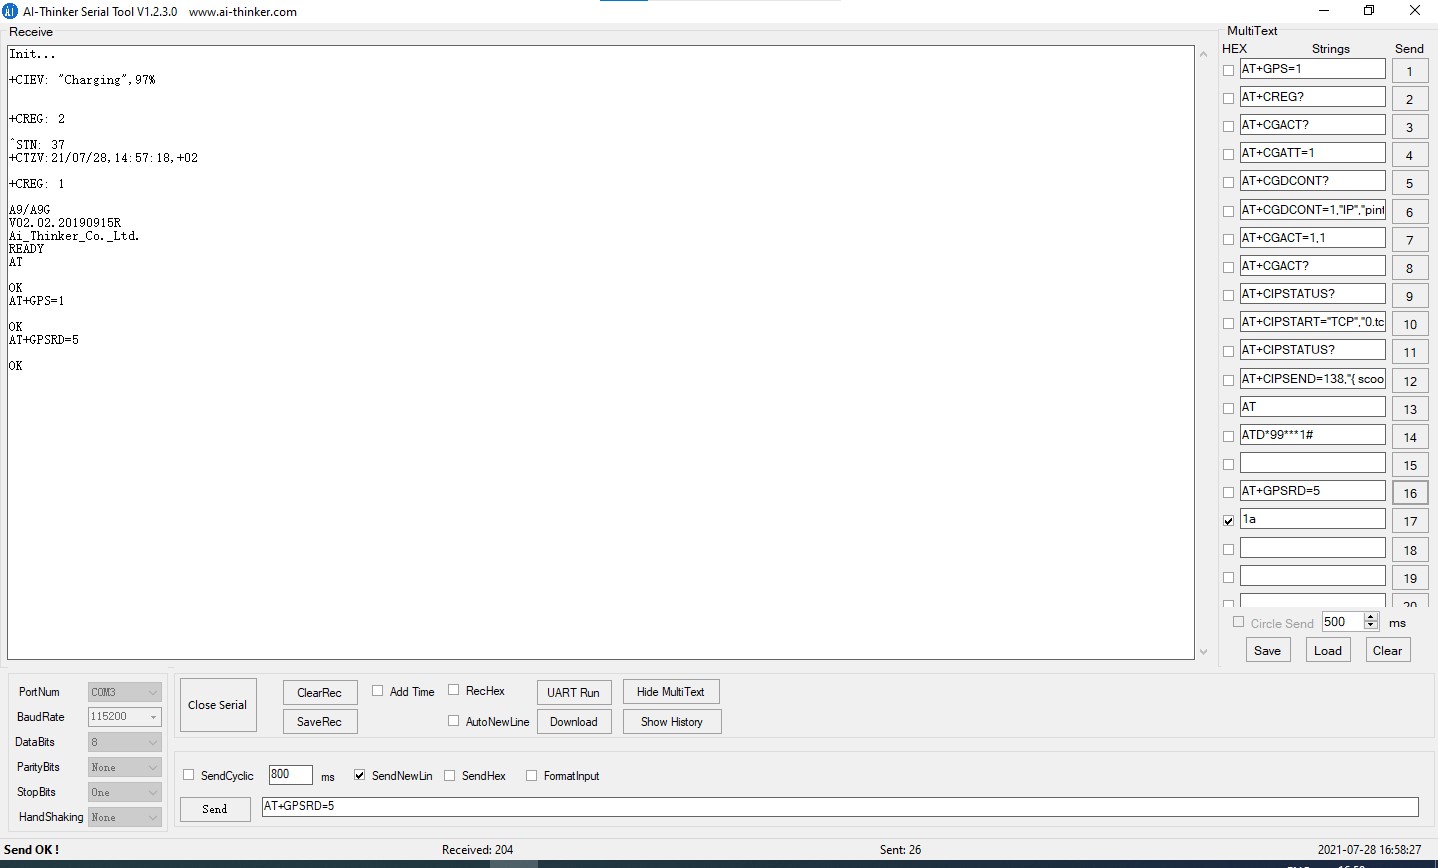 AI-Thinker Serial Tool V1.2.3.0 www.ai-thinker.com
Receive
Init...
+CIEV: "Charging",97%
+CREG: 2
^STN: 37
+CTZV:21/07/28,14:57:18,+02
+CREG: 1
A9/A9G
V02.02.20190915R
Ai_Thinker_Co._Ltd.
READY
AT
OK
AT+GPS=1
OK
AT+GPSRD=5
OK
MultiText
HEX Strings Send
AT+GPS=1 1
AT+CREG? 2
AT+CGACT? 3
AT+CGATT=1 4
AT+CGDCONT? 5
AT+CGDCONT=1,"IP","pint 6
AT+CGACT=1,1 7
AT+CGACT? 8
AT+CIPSTATUS? 9
AT+CIPSTART="TCP","0.tc 10
AT+CIPSTATUS? 11
AT+CIPSEND=138,"{ scoo 12
AT 13
ATD*99***1# 14
15
AT+GPSRD=5 16
1a 17
18
19
20
Circle Send 500 ms
Save Load Clear
PortNum COM3
BaudRate 115200
DataBits 8
ParityBits None
StopBits One
HandShaking None
Close Serial
ClearRec Add Time RecHex UART Run Hide MultiText
SaveRec AutoNewLine Download Show History
SendCyclic 800 ms SendNewLin SendHex FormatInput
Send AT+GPSRD=5
Send OK ! Received: 204 Sent: 26 2021-07-28 16:58:27